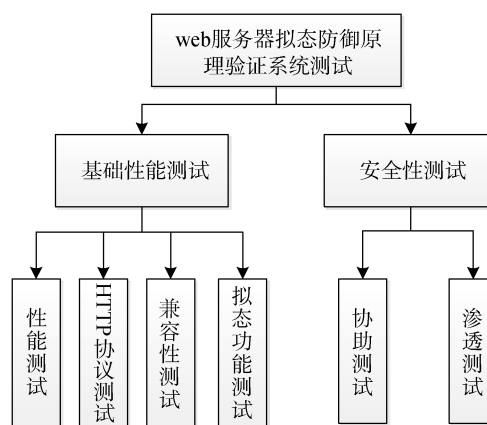 web服务器拟态防御原
理验证系统测试
基础性能测试
安全性测试
性能测试
HTTP协议测试
兼容性测试
拟态功能测试
协助测试
渗透测试